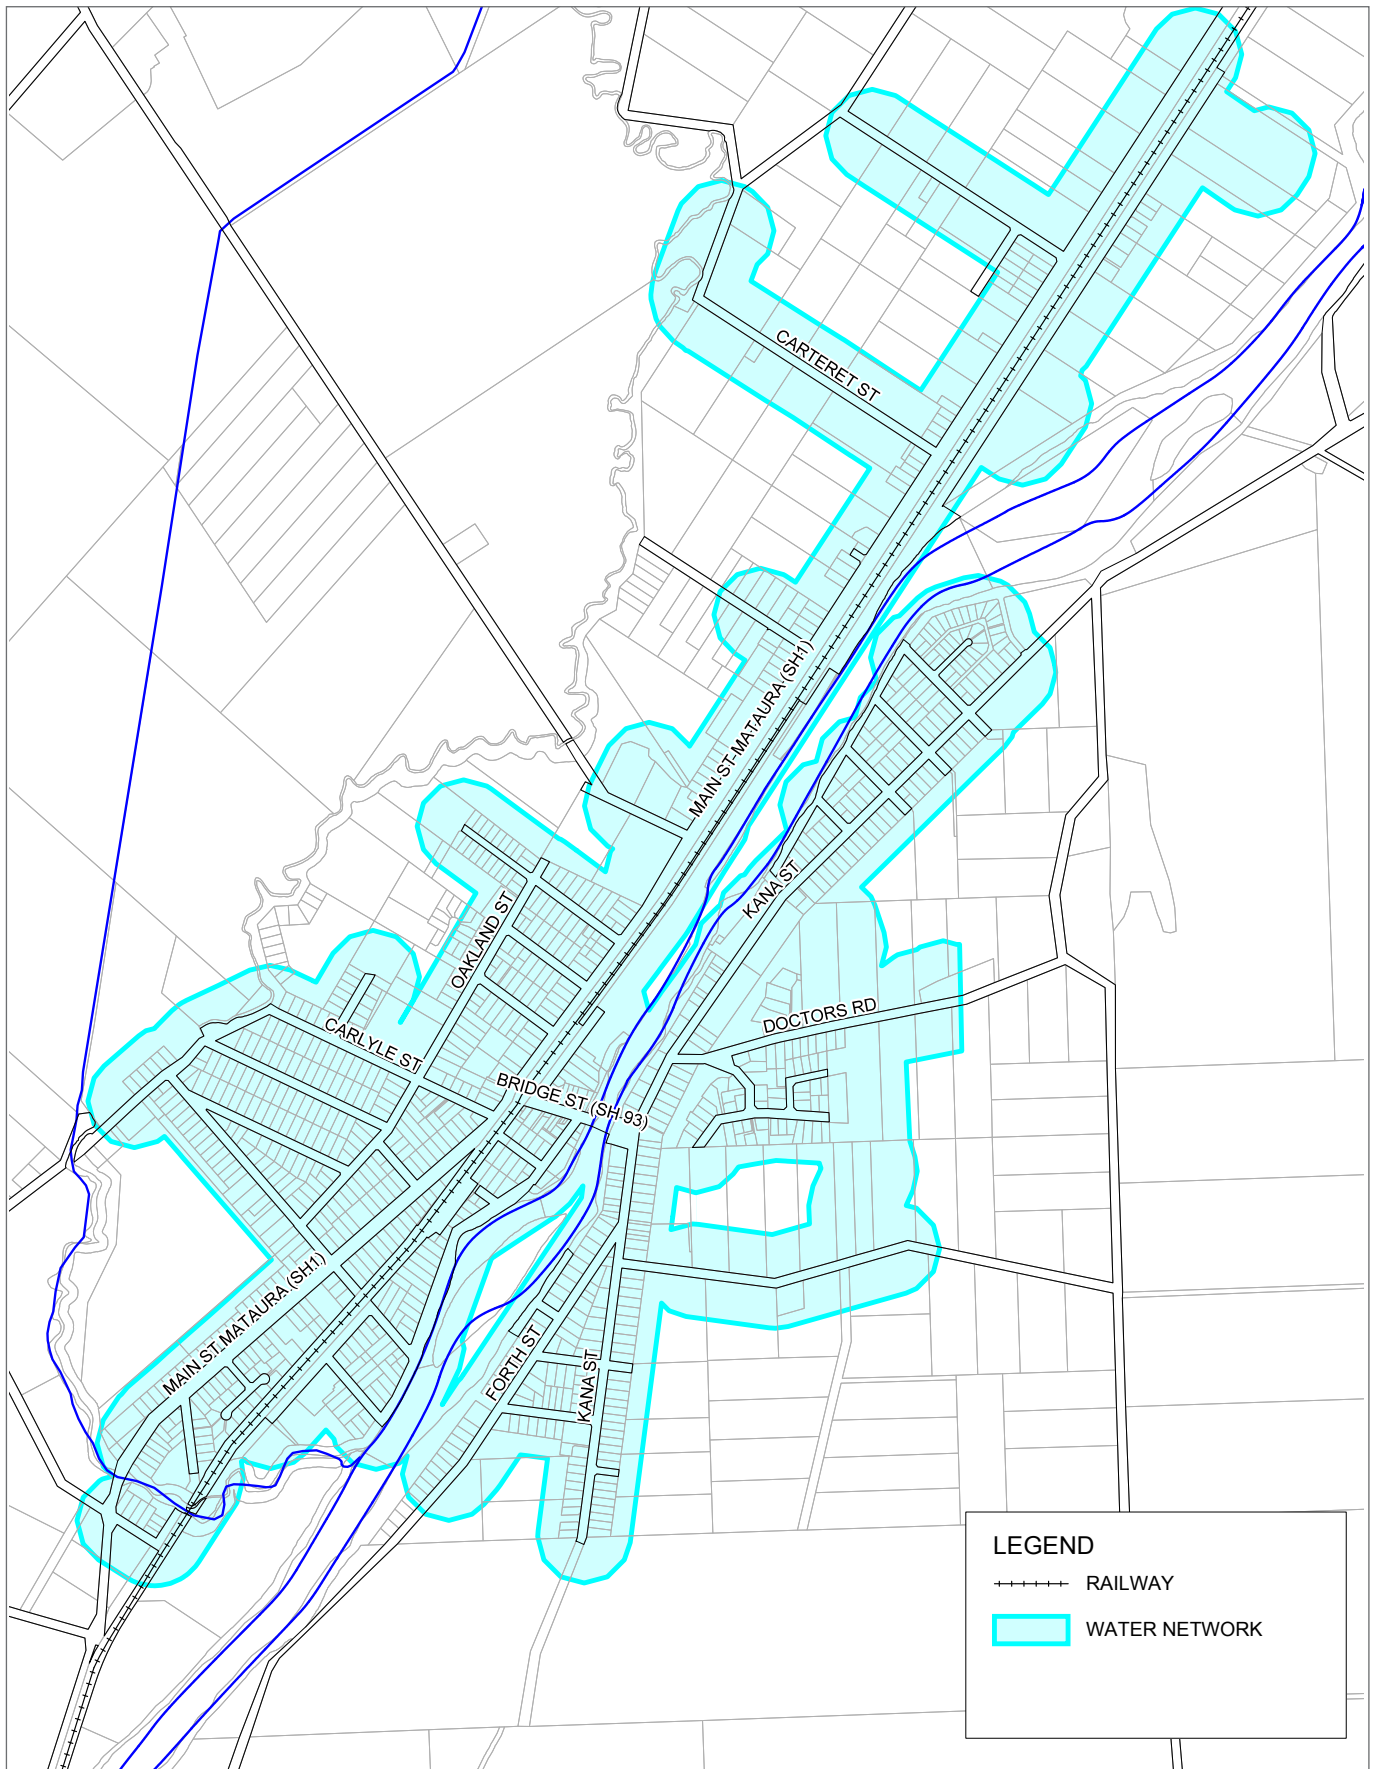 CARTERET ST
MAIN ST MATAURA (SH1)
KANA ST
OAKLAND ST
DOCTORS RD
CARLYLE ST
BRIDGE ST (SH 93)
MAIN ST MATAURA (SH1)
FORTH ST
KANA ST
LEGEND
RAILWAY
WATER NETWORK